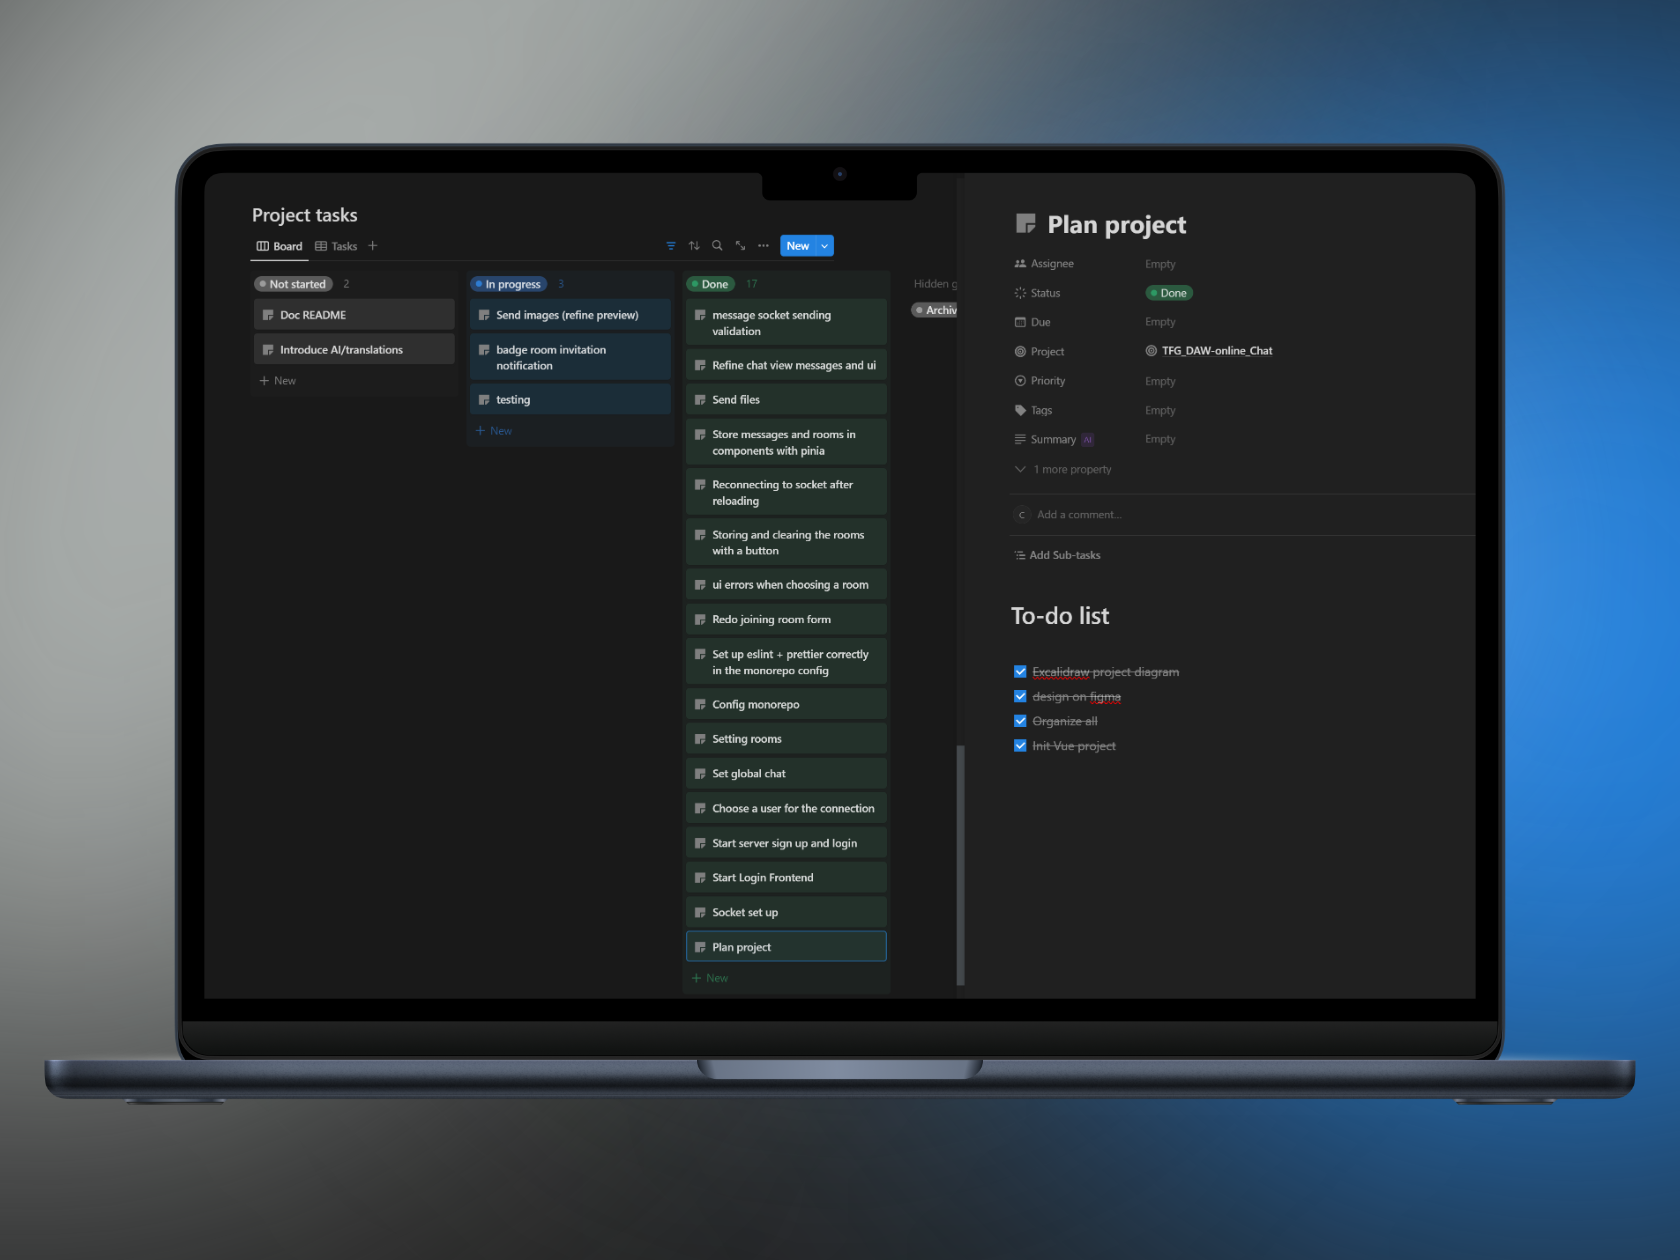 Project tasks
Board
Tasks
New
Not started 2
Doc README
Introduce AI/translations
New
In progress 3
Send images (refine preview)
badge room invitation
notification
testing
New
Done 17
message socket sending
validation
Refine chat view messages and ui
Send files
Store messages and rooms in
components with pinia
Reconnecting to socket after
reloading
Storing and clearing the rooms
with a button
ui errors when choosing a room
Redo joining room form
Set up eslint + prettier correctly
in the monorepo config
Config monorepo
Setting rooms
Set global chat
Choose a user for the connection
Start server sign up and login
Start Login Frontend
Socket set up
Plan project
New
Hidden g
Archiv
Plan project
Assignee Empty
Status Done
Due Empty
Project TFG_DAW-online_Chat
Priority Empty
Tags Empty
Summary AI Empty
1 more property
C Add a comment...
Add Sub-tasks
To-do list
Excalidraw project diagram
design on figma
Organize all
Init Vue project